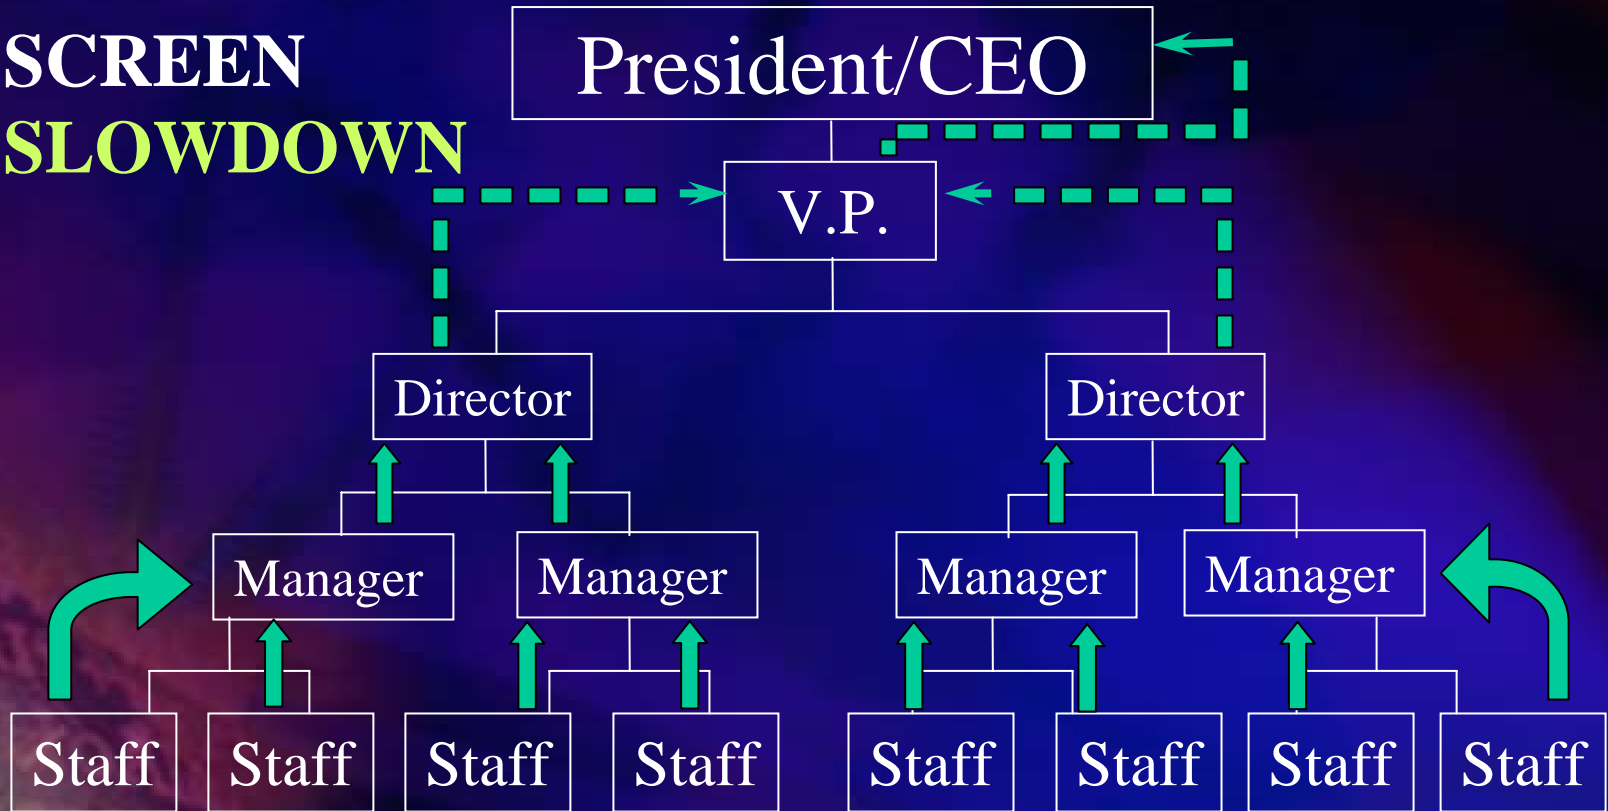 SCREEN
SLOWDOWN
President/CEO
V.P.
Director Director
Manager Manager Manager Manager
Staff Staff Staff Staff Staff Staff Staff Staff